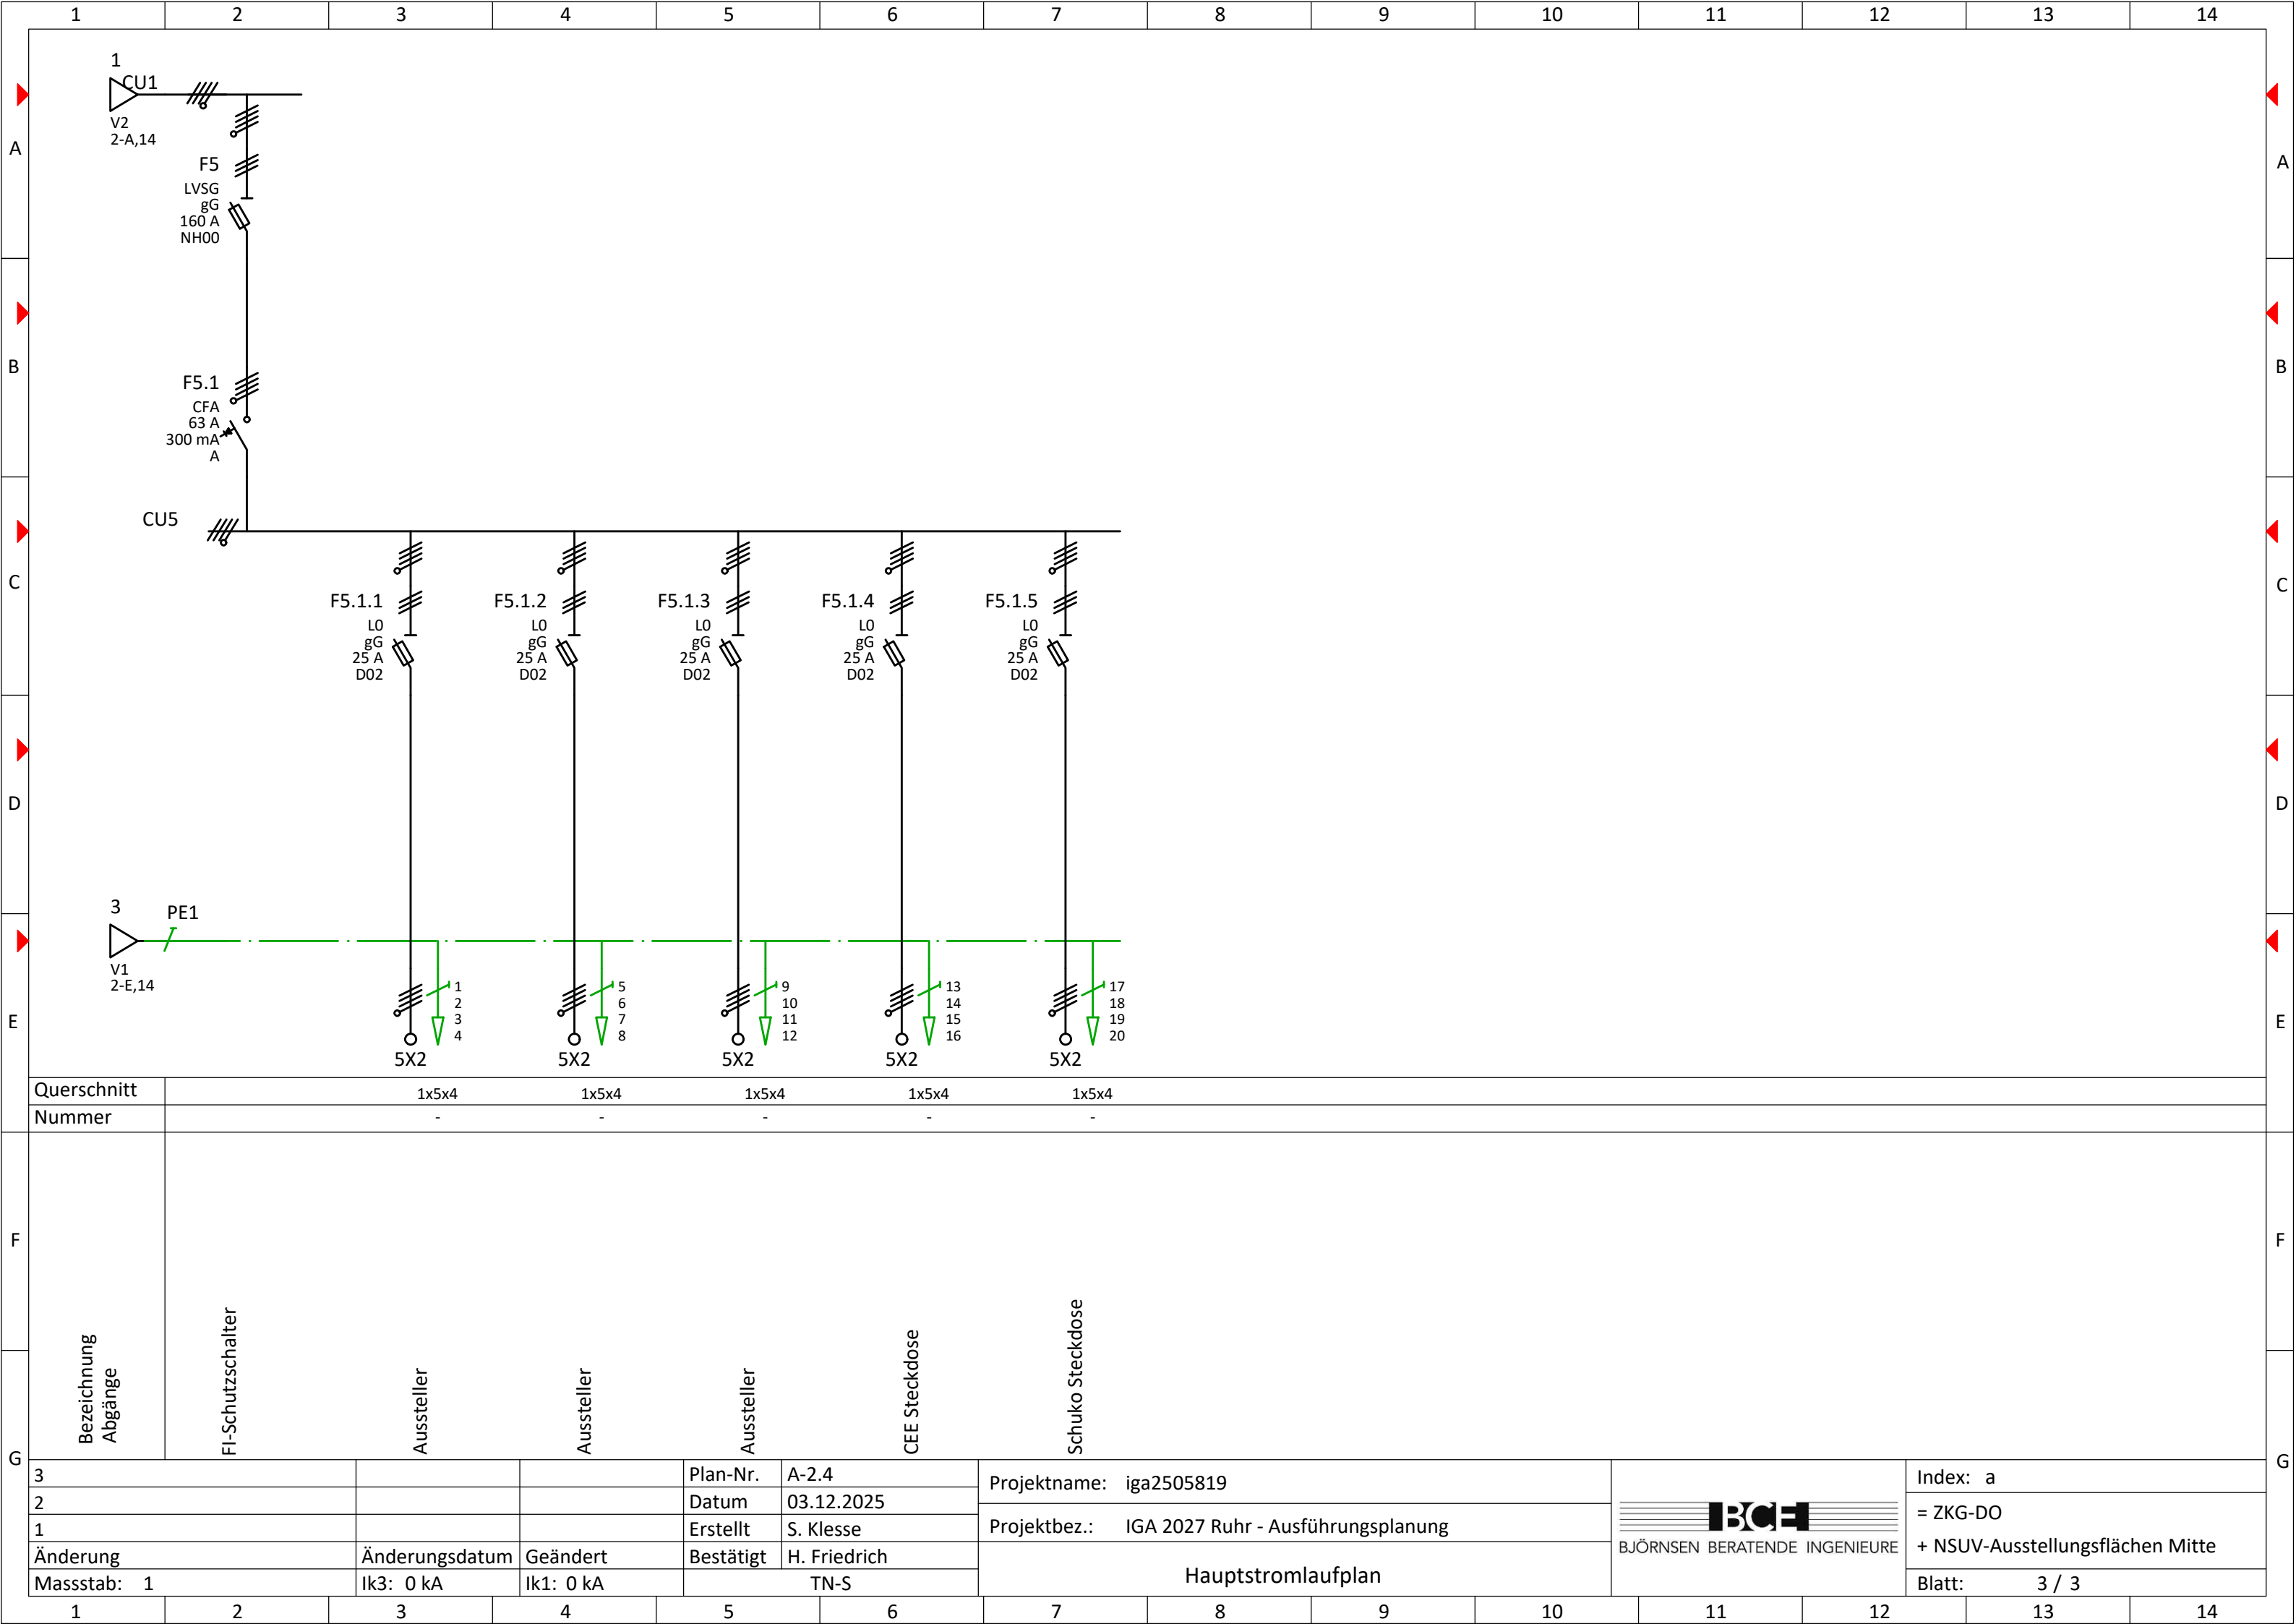 1 2 3 4 5 6 7 8 9 10 11 12 13 14
1
CU1
V2
2-A,14
A A
F5
LVSG
gG
160 A
NH00
B B
F5.1
CFA
63 A
300 mA
A
CU5
C C
F5.1.1 F5.1.2 F5.1.3 F5.1.4 F5.1.5
L0 L0 L0 L0 L0
gG gG gG gG gG
25 A 25 A 25 A 25 A 25 A
D02 D02 D02 D02 D02
D D
3
PE1
V1
2-E,14
1 5 9 13 17
2 6 10 14 18
3 7 11 15 19
4 8 12 16 20
E E
5X2 5X2 5X2 5X2 5X2
Querschnitt 1x5x4 1x5x4 1x5x4 1x5x4 1x5x4
Nummer - - - - -
F F
Bezeichnung
Abgänge
FI-Schutzschalter
Aussteller
Aussteller
Aussteller
CEE Steckdose
Schuko Steckdose
G G
3 Plan-Nr. A-2.4
2 Datum 03.12.2025
1 Erstellt S. Klesse
Änderung Änderungsdatum Geändert Bestätigt H. Friedrich
Massstab: 1 Ik3: 0 kA Ik1: 0 kA TN-S
Projektname: iga2505819
Projektbez.: IGA 2027 Ruhr - Ausführungsplanung
Hauptstromlaufplan
BCE
BJÖRNSEN BERATENDE INGENIEURE
Index: a
= ZKG-DO
+ NSUV-Ausstellungsflächen Mitte
Blatt: 3 / 3
1 2 3 4 5 6 7 8 9 10 11 12 13 14